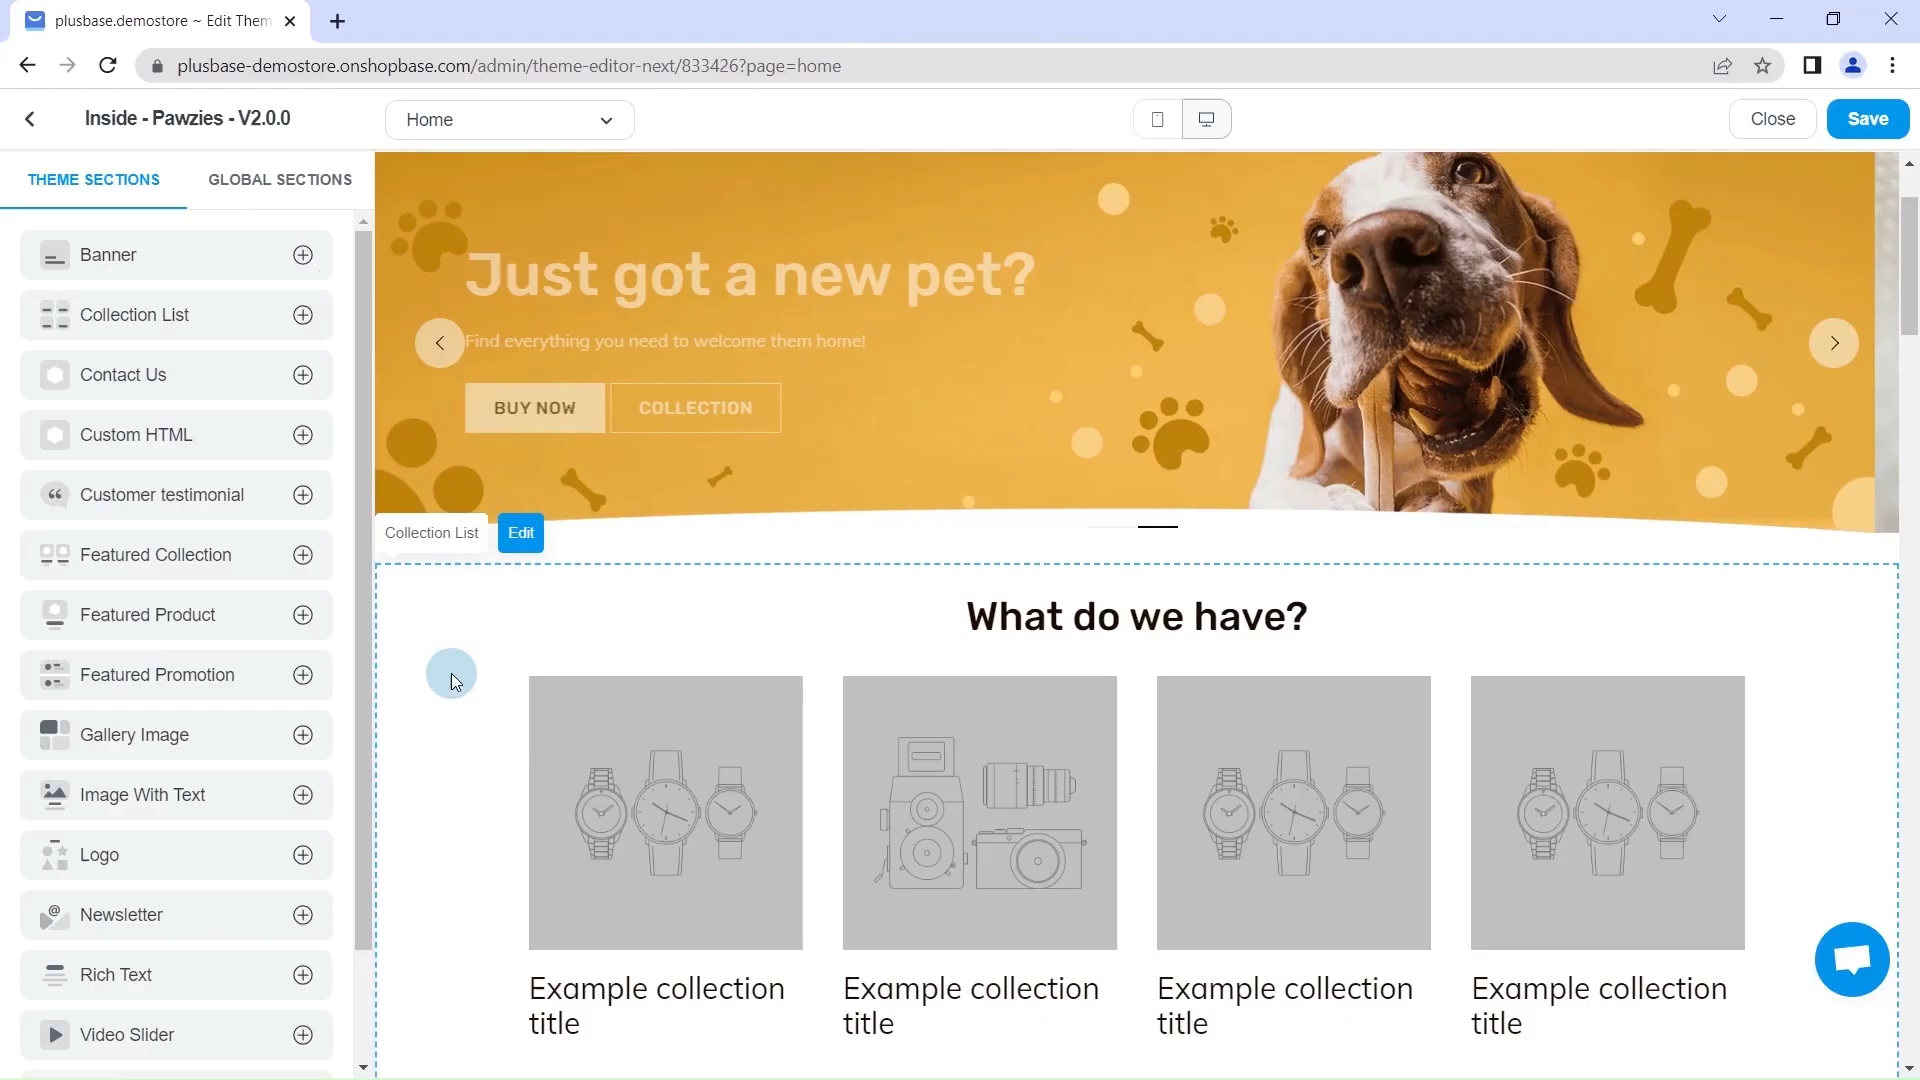 plusbase.demostore ~ Edit Them
plusbase-demostore.onshopbase.com/admin/theme-editor-next/833426?page=home
Inside - Pawzies - V2.0.0
Home
Close
Save
THEME SECTIONS
GLOBAL SECTIONS
Banner
Collection List
Contact Us
Custom HTML
Customer testimonial
Featured Collection
Featured Product
Featured Promotion
Gallery Image
Image With Text
Logo
Newsletter
Rich Text
Video Slider
Just got a new pet?
Find everything you need to welcome them home!
BUY NOW
COLLECTION
Collection List
Edit
What do we have?
Example collection
title
Example collection
title
Example collection
title
Example collection
title